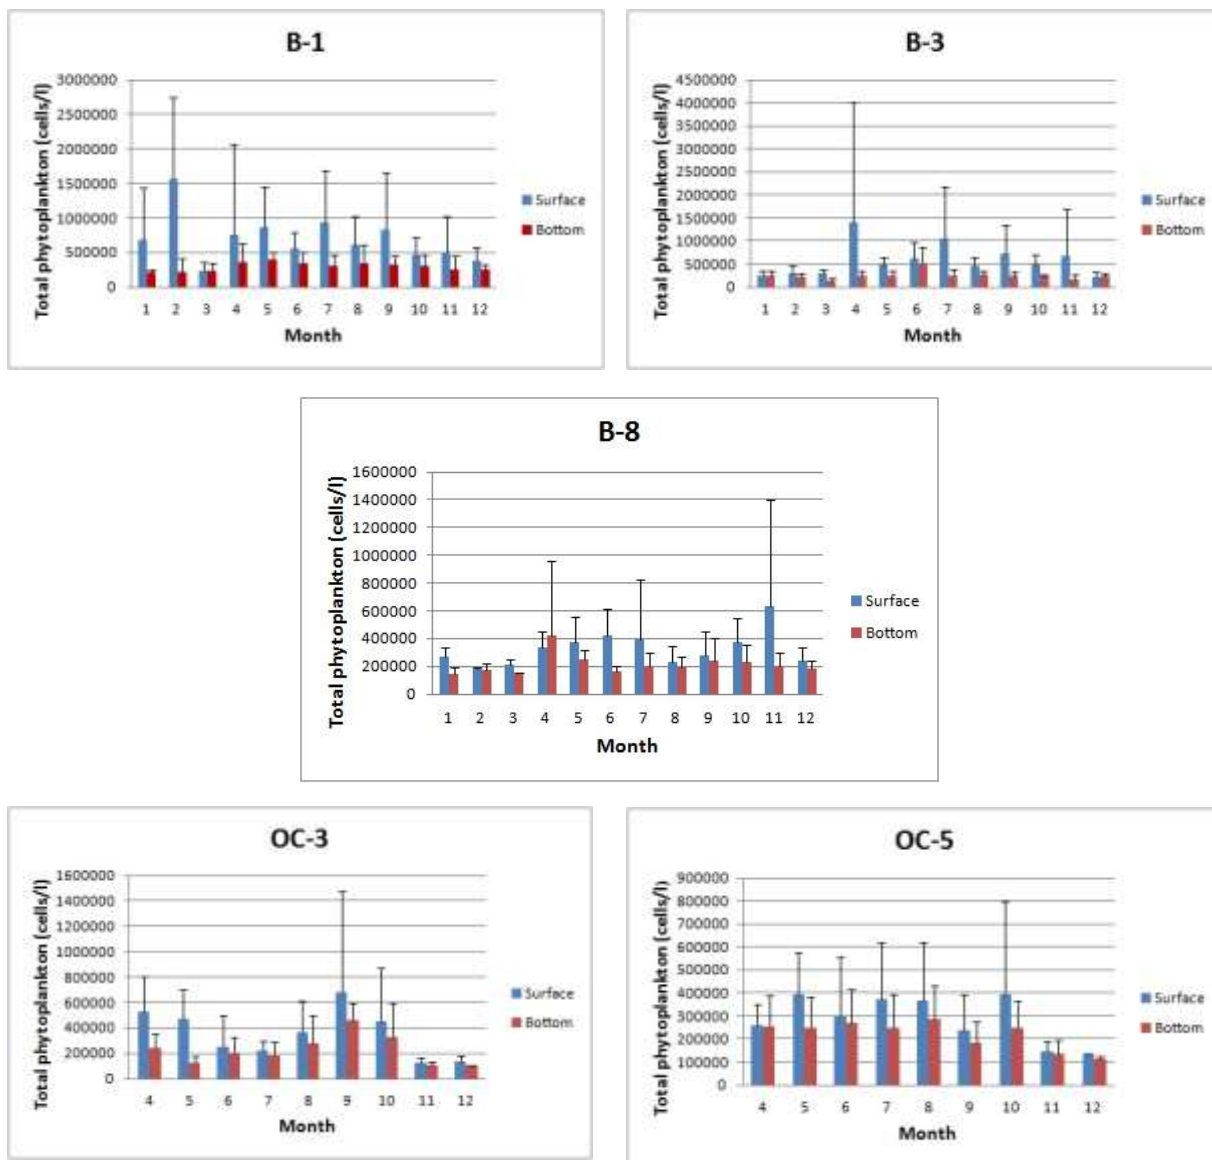 B-1
Total phytoplankton (cells/l)
3000000
2500000
2000000
1500000
1000000
500000
0
1 2 3 4 5 6 7 8 9 10 11 12
Month
Surface
Bottom
B-3
Total phytoplankton (cells/l)
4500000
4000000
3500000
3000000
2500000
2000000
1500000
1000000
500000
0
1 2 3 4 5 6 7 8 9 10 11 12
Month
Surface
Bottom
B-8
Total phytoplankton (cells/l)
1600000
1400000
1200000
1000000
800000
600000
400000
200000
0
1 2 3 4 5 6 7 8 9 10 11 12
Month
Surface
Bottom
OC-3
Total phytoplankton (cells/l)
1600000
1400000
1200000
1000000
800000
600000
400000
200000
0
4 5 6 7 8 9 10 11 12
Month
Surface
Bottom
OC-5
Total phytoplankton (cells/l)
900000
800000
700000
600000
500000
400000
300000
200000
100000
0
4 5 6 7 8 9 10 11 12
Month
Surface
Bottom